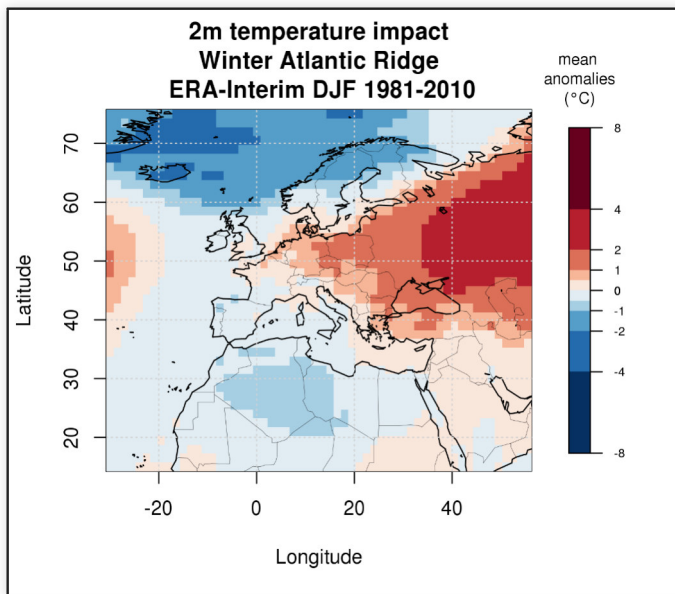 2m temperature impact
Winter Atlantic Ridge
ERA-Interim DJF 1981-2010
mean
anomalies
(°C)
8
4
2
1
0
-1
-2
-4
-8
Latitude
70
60
50
40
30
20
-20
0
20
40
Longitude